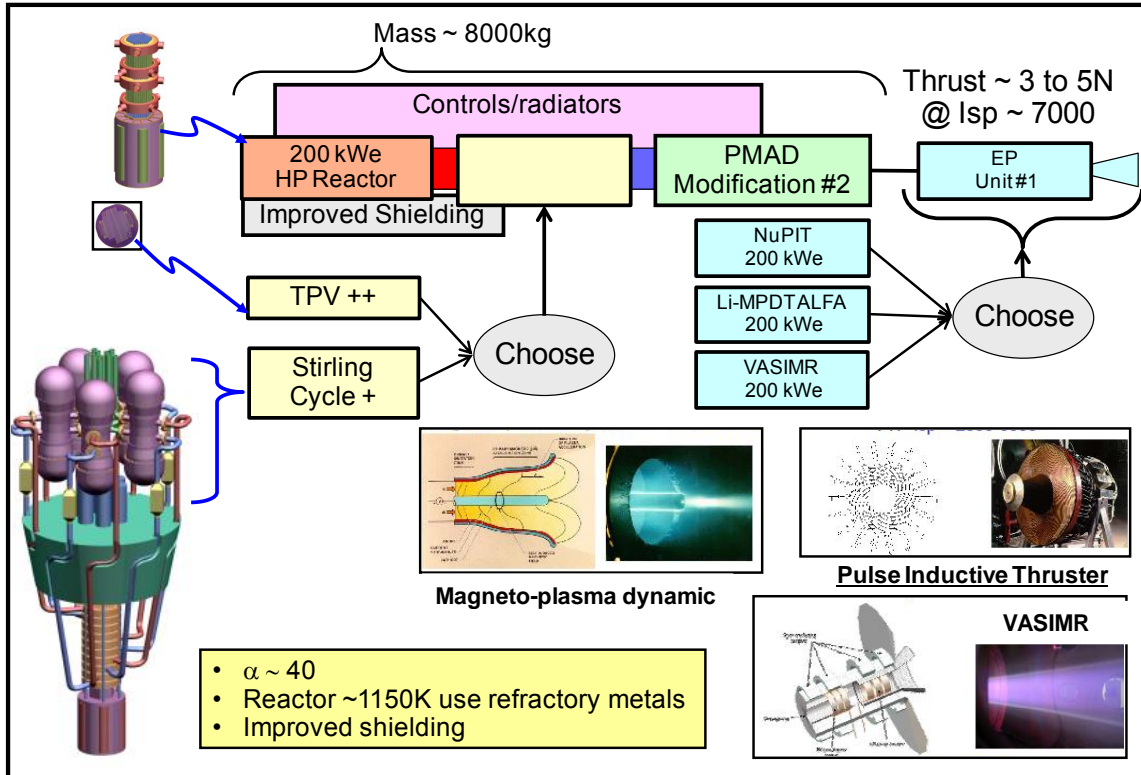 Mass ~ 8000kg
Thrust ~ 3 to 5N
@ Isp ~ 7000
Controls/radiators
200 kWe
HP Reactor
PMAD
Modification #2
EP
Unit #1
Improved Shielding
NuPIT
200 kWe
TPV ++
Li-MPDTALFA
200 kWe
Choose
Choose
Stirling
Cycle +
VASIMR
200 kWe
Magneto-plasma dynamic
Pulse Inductive Thruster
VASIMR
• α ~ 40
• Reactor ~1150K use refractory metals
• Improved shielding